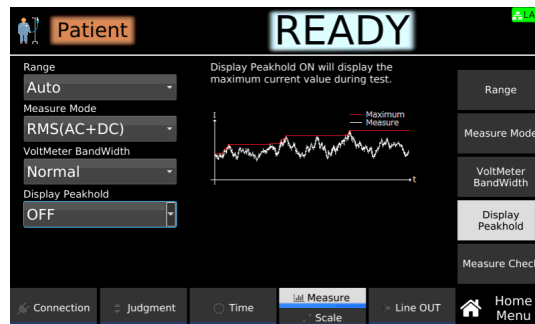 Patient
READY
LA
Range
Auto
Measure Mode
RMS(AC+DC)
VoltMeter BandWidth
Normal
Display Peakhold
OFF
Display Peakhold ON will display the
maximum current value during test.
I
Maximum
Measure
t
Range
Measure Mode
VoltMeter
BandWidth
Display
Peakhold
Measure Chec
Connection
Judgment
Time
Measure
Scale
Line OUT
Home
Menu